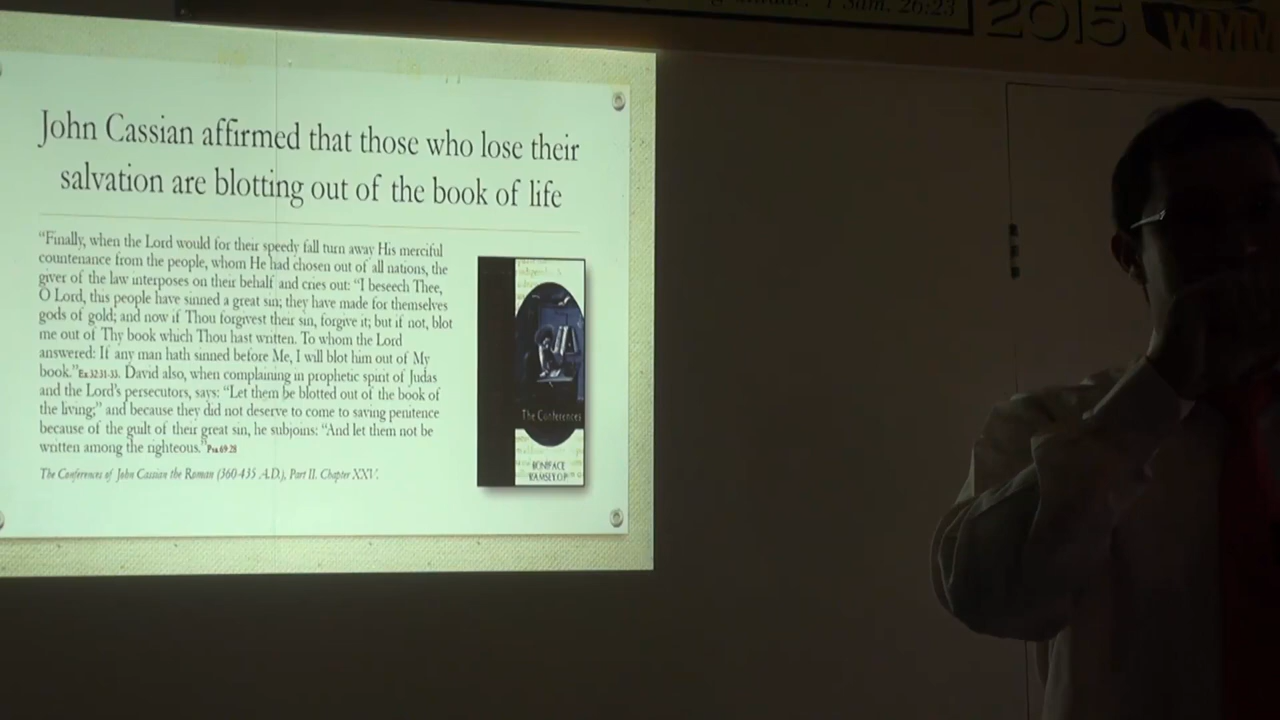 1 Sam. 26:23
2015
WMM
John Cassian affirmed that those who lose their
salvation are blotting out of the book of life
“Finally, when the Lord would for their speedy fall turn away His merciful
countenance from the people, whom He had chosen out of all nations, the
giver of the law interposes on their behalf and cries out: “I beseech Thee,
O Lord, this people have sinned a great sin; they have made for themselves
gods of gold; and now if Thou forgivest their sin, forgive it; but if not, blot
me out of Thy book which Thou hast written. To whom the Lord
answered: If any man hath sinned before Me, I will blot him out of My
book.”Ex.32:31-33. David also, when complaining in prophetic spirit of Judas
and the Lord's persecutors, says: “Let them be blotted out of the book of
the living;” and because they did not deserve to come to saving penitence
because of the guilt of their great sin, he subjoins: “And let them not be
written among the righteous.”Psa.69:28
The Conferences of John Cassian the Roman (360-435 A.D.), Part II. Chapter XXV.
The Conferences
BONIFACE
RAMSEY, O.P.